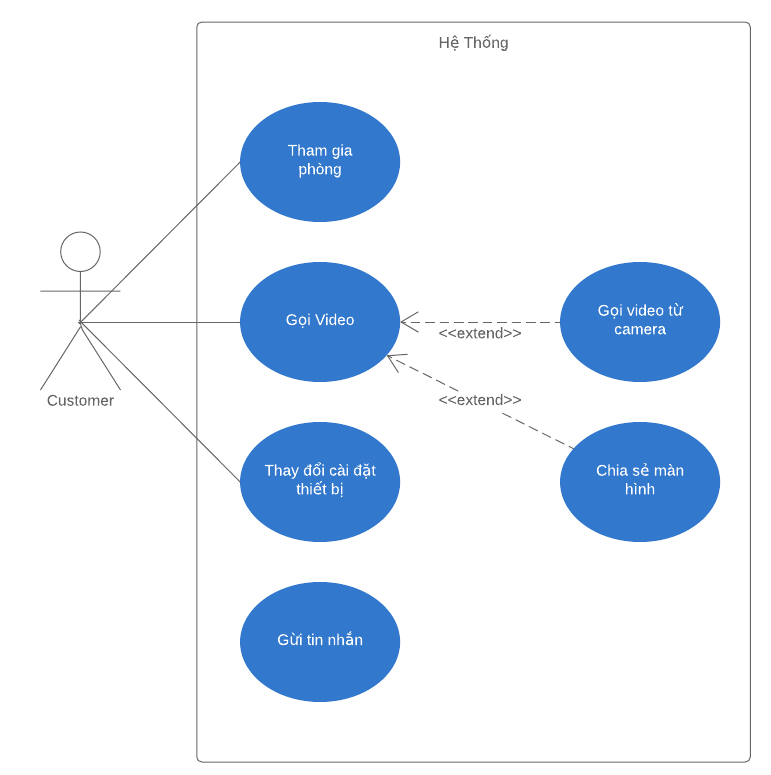 Hệ Thống
Tham gia
phòng
Gọi Video
<<extend>>
Gọi video từ
camera
<<extend>>
Customer
Thay đổi cài đặt
thiết bị
Chia sẻ màn
hình
Gừi tin nhắn